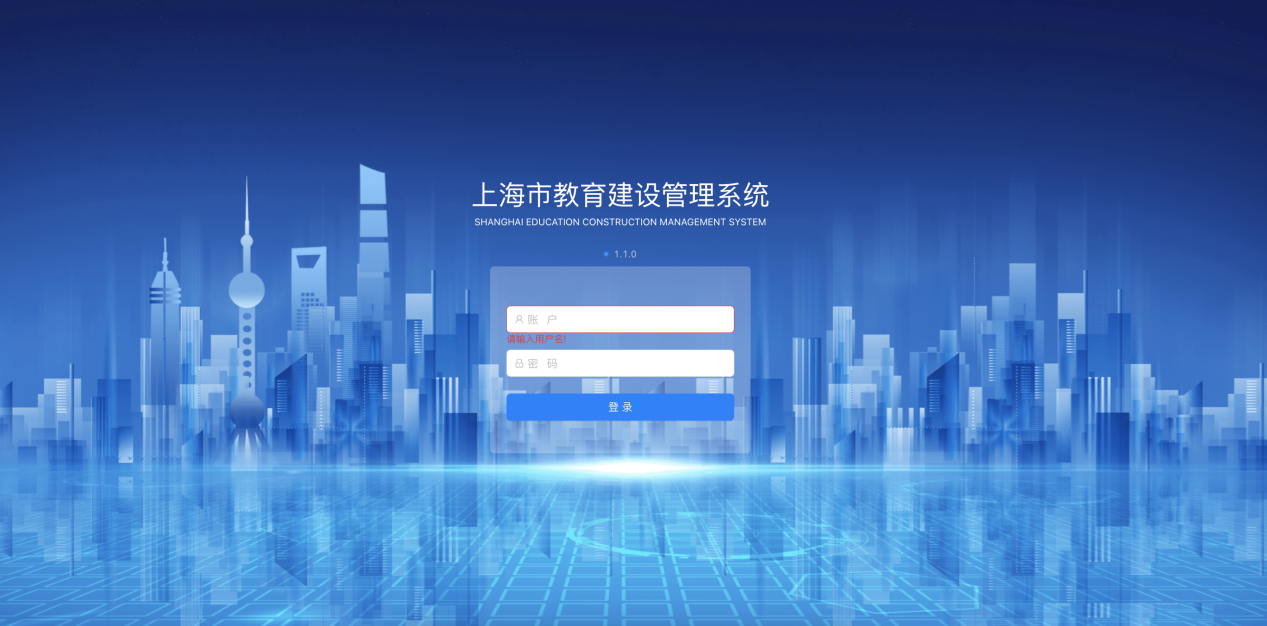 上海市教育建设管理系统
SHANGHAI EDUCATION CONSTRUCTION MANAGEMENT SYSTEM
1.1.0
账 户
请输入用户名!
密 码
登 录